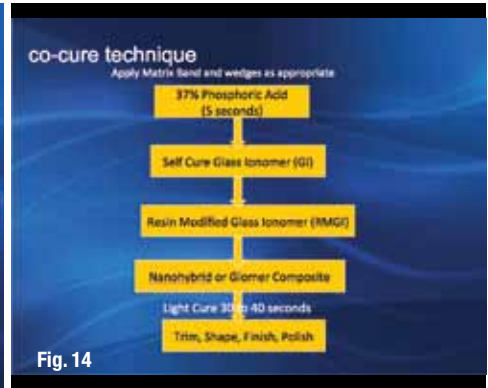 co-cure technique
Apply Matrix Band and wedges as appropriate
37% Phosphoric Acid
(5 seconds)
Self Cure Glass Ionomer (GI)
Resin Modified Glass Ionomer (RMGI)
Nanohybrid or Giomer Composite
Light Cure 30 to 40 seconds
Trim, Shape, Finish, Polish
Fig. 14